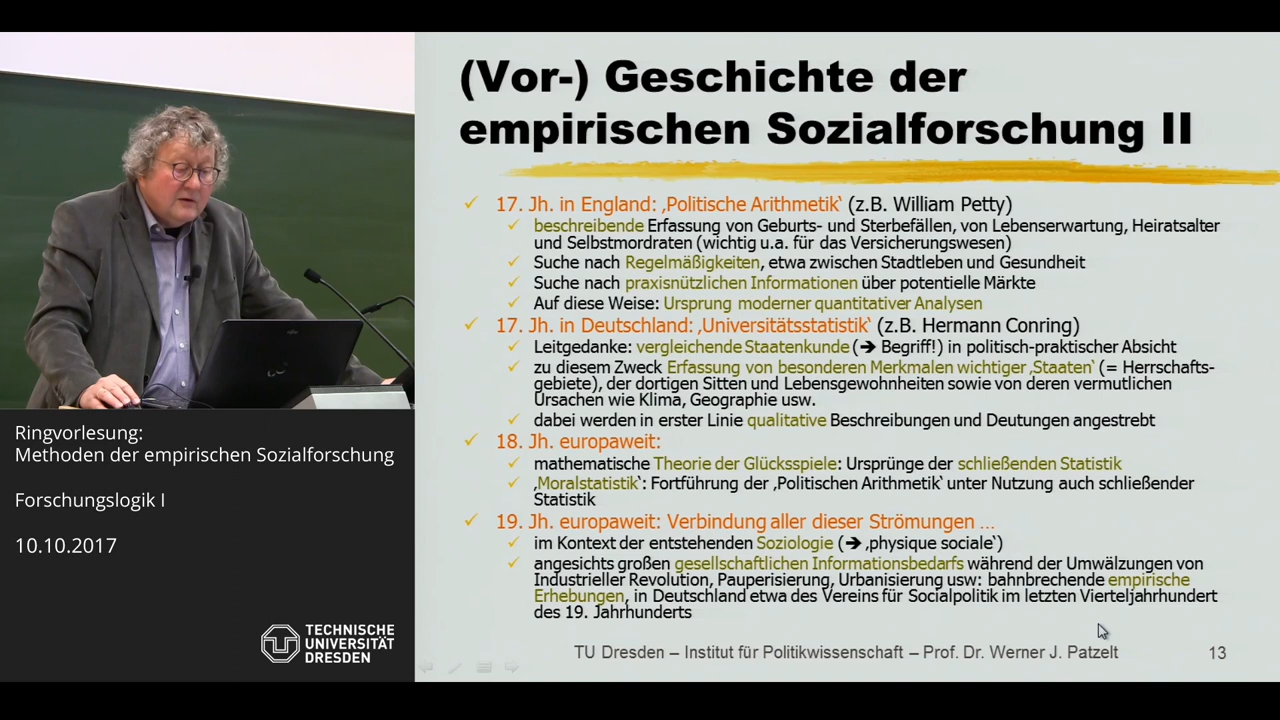 (Vor-) Geschichte der
empirischen Sozialforschung II
17. Jh. in England: ‚Politische Arithmetik‘ (z.B. William Petty)
beschreibende Erfassung von Geburts- und Sterbefällen, von Lebenserwartung, Heiratsalter
und Selbstmordraten (wichtig u.a. für das Versicherungswesen)
Suche nach Regelmäßigkeiten, etwa zwischen Stadtleben und Gesundheit
Suche nach praxisnützlichen Informationen über potentielle Märkte
Auf diese Weise: Ursprung moderner quantitativer Analysen
17. Jh. in Deutschland: ‚Universitätsstatistik‘ (z.B. Hermann Conring)
Leitgedanke: vergleichende Staatenkunde (➔ Begriff!) in politisch-praktischer Absicht
zu diesem Zweck Erfassung von besonderen Merkmalen wichtiger ‚Staaten‘ (= Herrschafts-
gebiete), der dortigen Sitten und Lebensgewohnheiten sowie von deren vermutlichen
Ursachen wie Klima, Geographie usw.
dabei werden in erster Linie qualitative Beschreibungen und Deutungen angestrebt
18. Jh. europaweit:
mathematische Theorie der Glücksspiele: Ursprünge der schließenden Statistik
‚Moralstatistik‘: Fortführung der ‚Politischen Arithmetik‘ unter Nutzung auch schließender
Statistik
19. Jh. europaweit: Verbindung aller dieser Strömungen …
im Kontext der entstehenden Soziologie (➔ ‚physique sociale‘)
angesichts großen gesellschaftlichen Informationsbedarfs während der Umwälzungen von
Industrieller Revolution, Pauperisierung, Urbanisierung usw: bahnbrechende empirische
Erhebungen, in Deutschland etwa des Vereins für Socialpolitik im letzten Vierteljahrhundert
des 19. Jahrhunderts
TU Dresden – Institut für Politikwissenschaft – Prof. Dr. Werner J. Patzelt
13
Ringvorlesung:
Methoden der empirischen Sozialforschung
Forschungslogik I
10.10.2017
TECHNISCHE
UNIVERSITÄT
DRESDEN